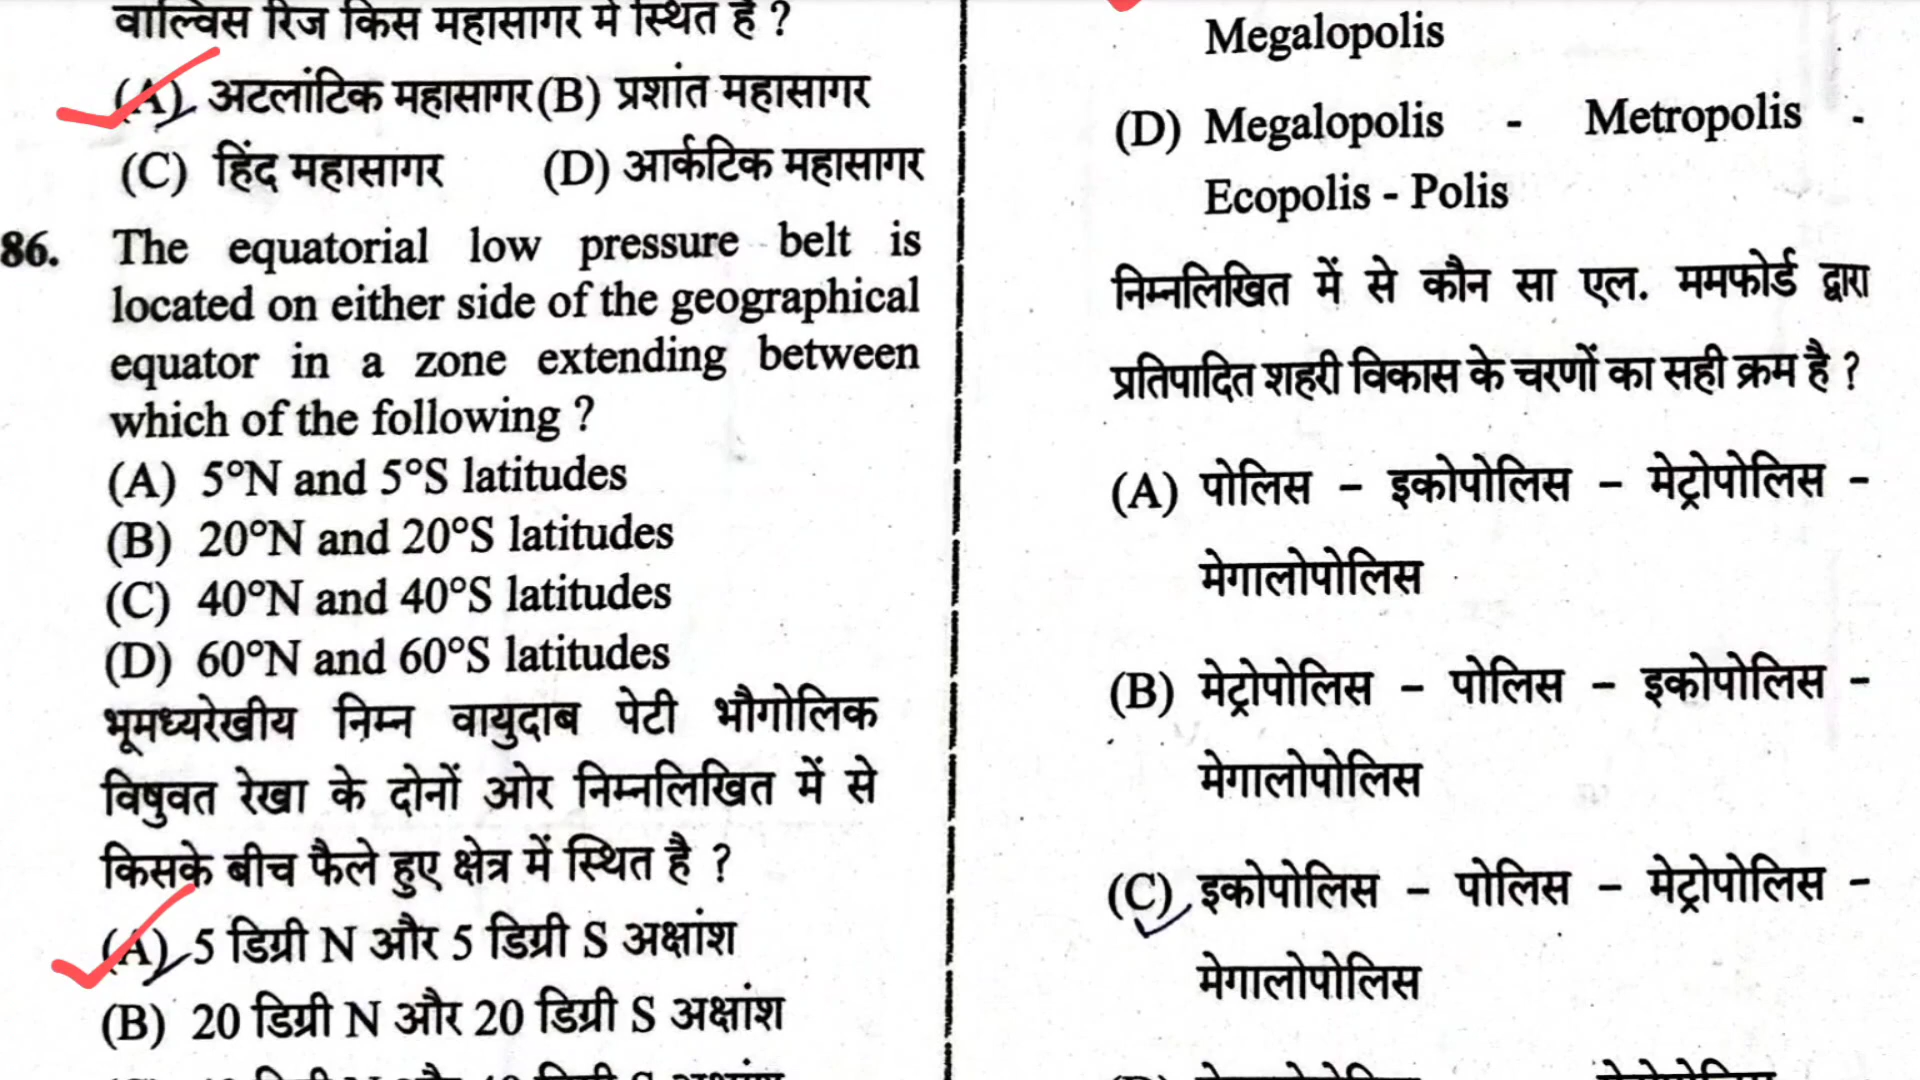 वाल्विस रिज किस महासागर में स्थित है ?
(A) अटलांटिक महासागर (B) प्रशांत महासागर
(C) हिंद महासागर (D) आर्कटिक महासागर
86. The equatorial low pressure belt is
located on either side of the geographical
equator in a zone extending between
which of the following ?
(A) 5°N and 5°S latitudes
(B) 20°N and 20°S latitudes
(C) 40°N and 40°S latitudes
(D) 60°N and 60°S latitudes
भूमध्यरेखीय निम्न वायुदाब पेटी भौगोलिक
विषुवत रेखा के दोनों ओर निम्नलिखित में से
किसके बीच फैले हुए क्षेत्र में स्थित है ?
(A) 5 डिग्री N और 5 डिग्री S अक्षांश
(B) 20 डिग्री N और 20 डिग्री S अक्षांश
Megalopolis
(D) Megalopolis - Metropolis -
Ecopolis - Polis
निम्नलिखित में से कौन सा एल. ममफोर्ड द्वारा
प्रतिपादित शहरी विकास के चरणों का सही क्रम है ?
(A) पोलिस – इकोपोलिस – मेट्रोपोलिस –
मेगालोपोलिस
(B) मेट्रोपोलिस – पोलिस – इकोपोलिस –
मेगालोपोलिस
(C) इकोपोलिस – पोलिस – मेट्रोपोलिस –
मेगालोपोलिस